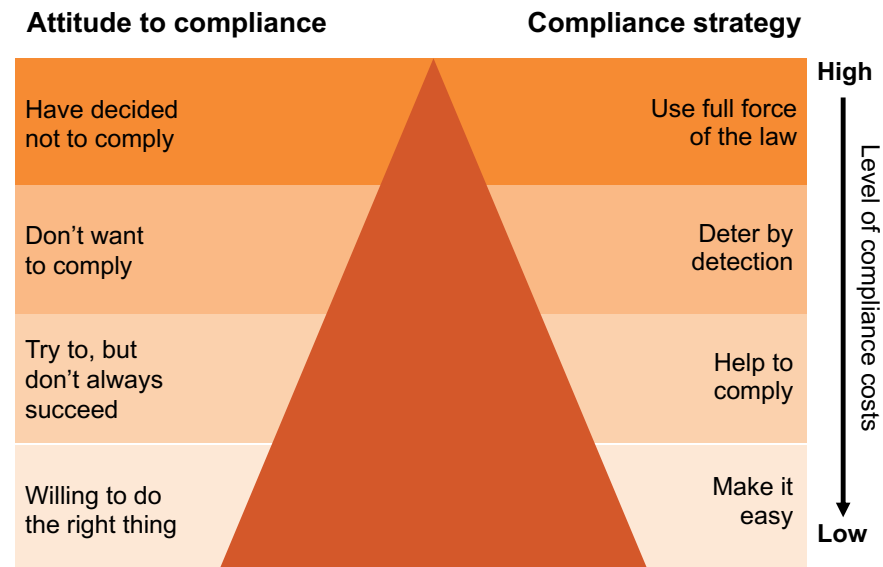 Attitude to compliance
Compliance strategy
Have decided
not to comply
Use full force
of the law
High
Don’t want
to comply
Deter by
detection
Try to, but
don’t always
succeed
Help to
comply
Willing to do
the right thing
Make it
easy
Level of compliance costs
Low